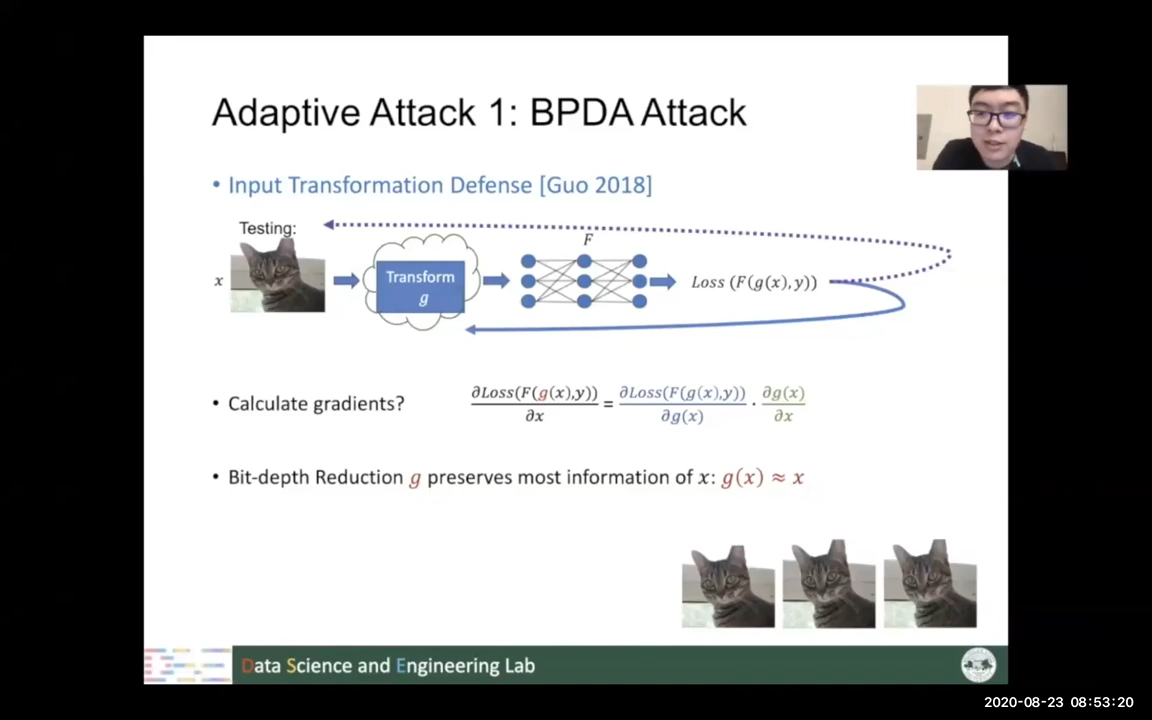 Adaptive Attack 1: BPDA Attack
• Input Transformation Defense [Guo 2018]
Testing:
F
x
Transform
g
Loss (F(g(x),y))
• Calculate gradients?
∂Loss(F(g(x),y))/∂x = ∂Loss(F(g(x),y))/∂g(x) · ∂g(x)/∂x
• Bit-depth Reduction g preserves most information of x: g(x) ≈ x
Data Science and Engineering Lab
2020-08-23 08:53:20